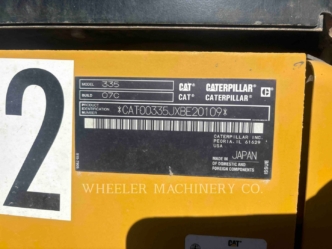 MODEL 335 CAT® CATERPILLAR®
BUILD 07C CAT® CATERPILLAR®
PRODUCT IDENTIFICATION NUMBER *CAT00335JXBE20109*
CATERPILLAR INC.
PEORIA, IL 61629
USA
MADE IN JAPAN
OF DOMESTIC AND
FOREIGN COMPONENTS
2
WHEELER MACHINERY CO.
CAT®